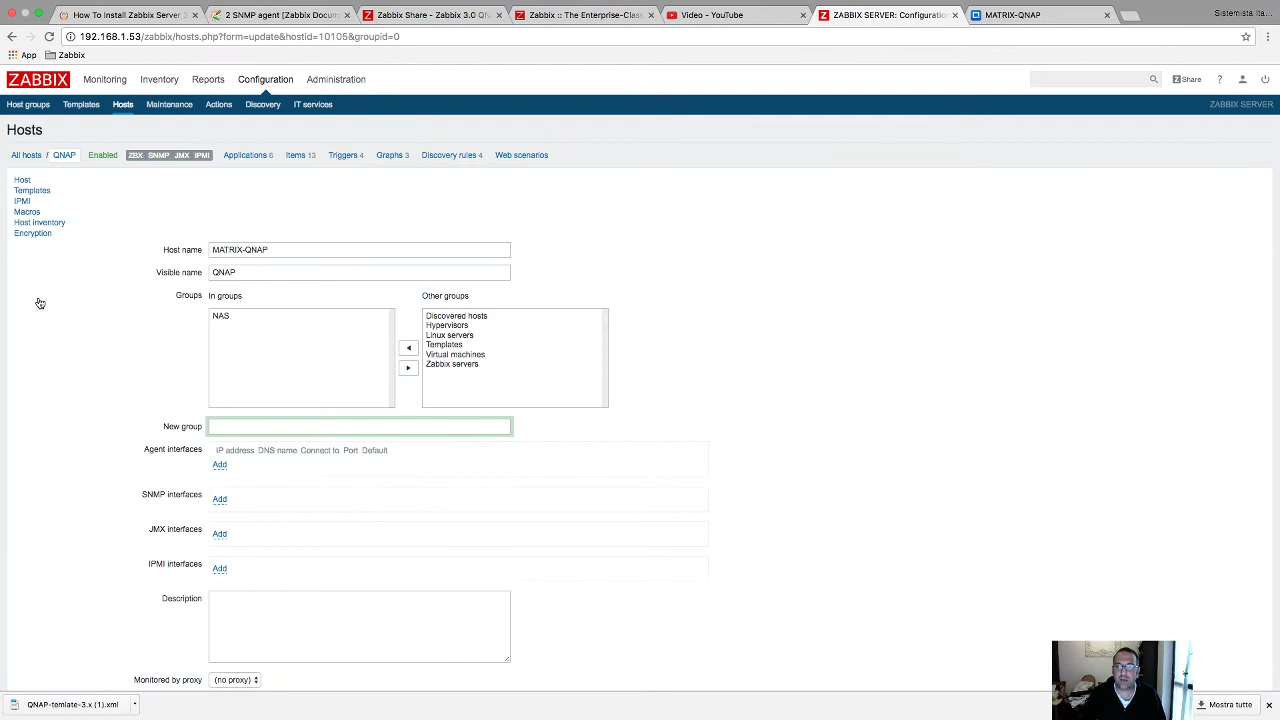 How To Install Zabbix Server 3
2 SNMP agent [Zabbix Docum
Zabbix Share - Zabbix 3.0 QNA
Zabbix :: The Enterprise-Class
Video - YouTube
ZABBIX SERVER: Configuration
MATRIX-QNAP
Sistemista Ita
192.168.1.53/zabbix/hosts.php?form=update&hostid=10105&groupid=0
App
Zabbix
ZABBIX
Monitoring
Inventory
Reports
Configuration
Administration
Z Share
?
Host groups
Templates
Hosts
Maintenance
Actions
Discovery
IT services
ZABBIX SERVER
Hosts
All hosts / QNAP
Enabled
ZBX SNMP JMX IPMI
Applications 6
Items 13
Triggers 4
Graphs 3
Discovery rules 4
Web scenarios
Host
Templates
IPMI
Macros
Host inventory
Encryption
Host name
MATRIX-QNAP
Visible name
QNAP
Groups
In groups
Other groups
NAS
Discovered hosts
Hypervisors
Linux servers
Templates
Virtual machines
Zabbix servers
New group
Agent interfaces
IP address DNS name Connect to Port Default
Add
SNMP interfaces
Add
JMX interfaces
Add
IPMI interfaces
Add
Description
Monitored by proxy
(no proxy)
QNAP-temlate-3.x (1).xml
Mostra tutte